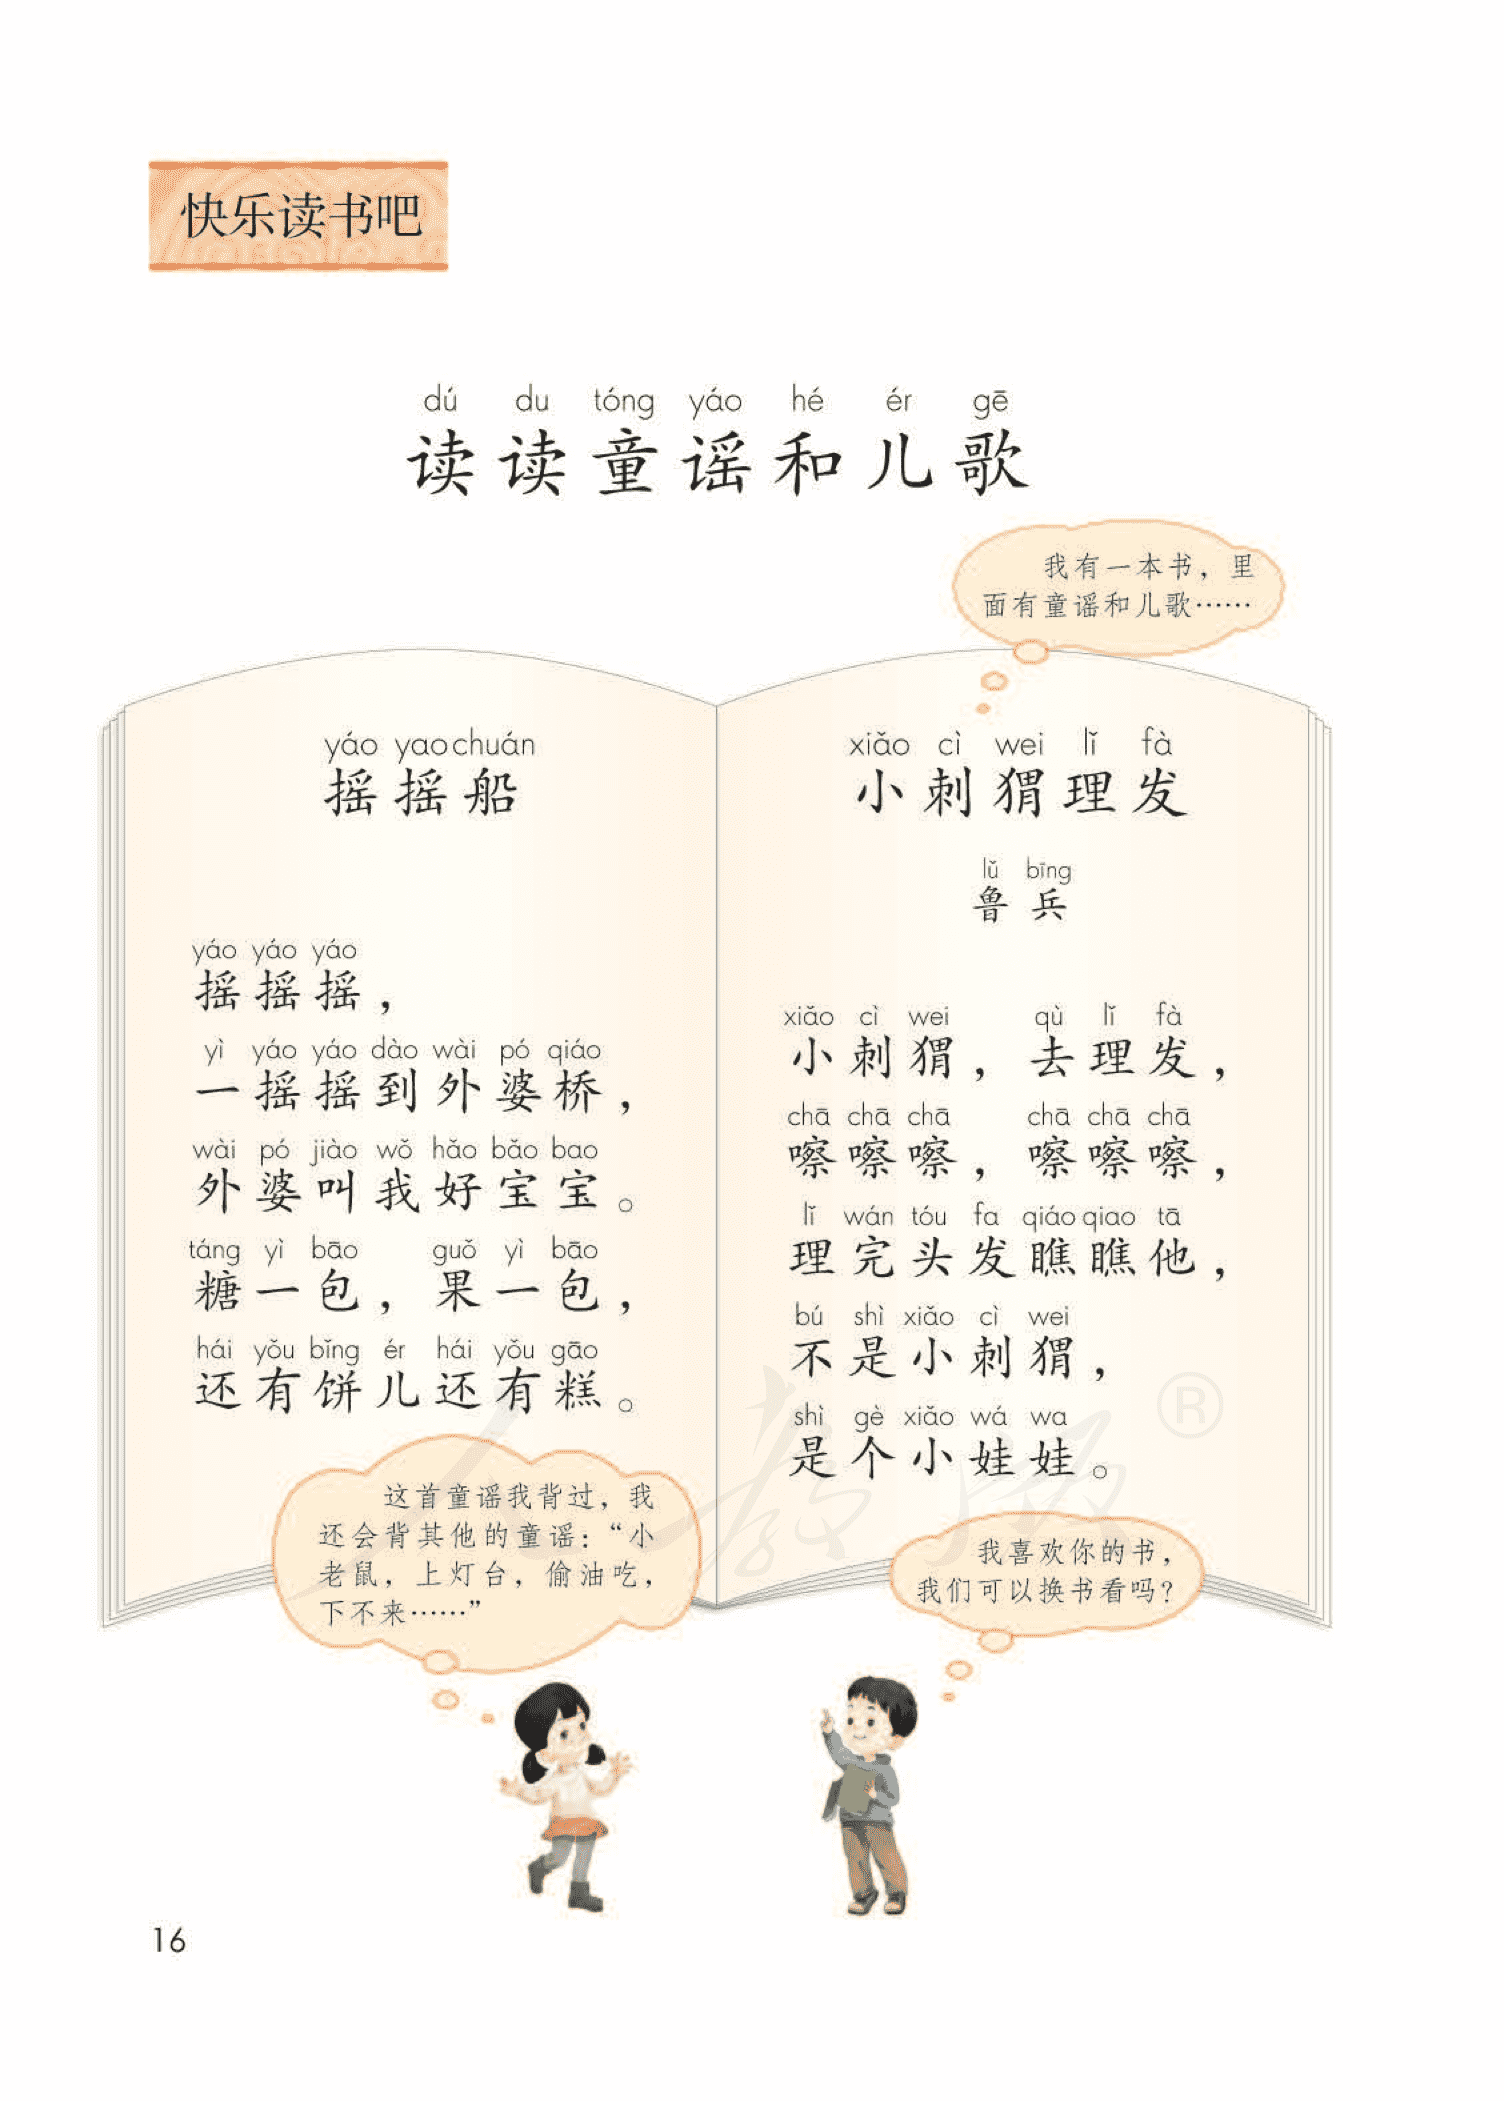 快乐读书吧
dú du tóng yáo hé ér gē
读读童谣和儿歌
我有一本书，里
面有童谣和儿歌……
yáo yao chuán
摇摇船
yáo yáo yáo
摇摇摇，
yì yáo yáo dào wài pó qiáo
一摇摇到外婆桥，
wài pó jiào wǒ hǎo bǎo bao
外婆叫我好宝宝。
táng yì bāo guǒ yì bāo
糖一包，果一包，
hái yǒu bǐng ér hái yǒu gāo
还有饼儿还有糕。
xiǎo cì wei lǐ fà
小刺猬理发
lǔ bīng
鲁兵
xiǎo cì wei qù lǐ fà
小刺猬，去理发，
chā chā chā chā chā chā
嚓嚓嚓，嚓嚓嚓，
lǐ wán tóu fa qiáo qiao tā
理完头发瞧瞧他，
bú shì xiǎo cì wei
不是小刺猬，
shì gè xiǎo wá wa
是个小娃娃。
这首童谣我背过，我
还会背其他的童谣：“小
老鼠，上灯台，偷油吃，
下不来……”
我喜欢你的书，
我们可以换书看吗？
人教版®
16